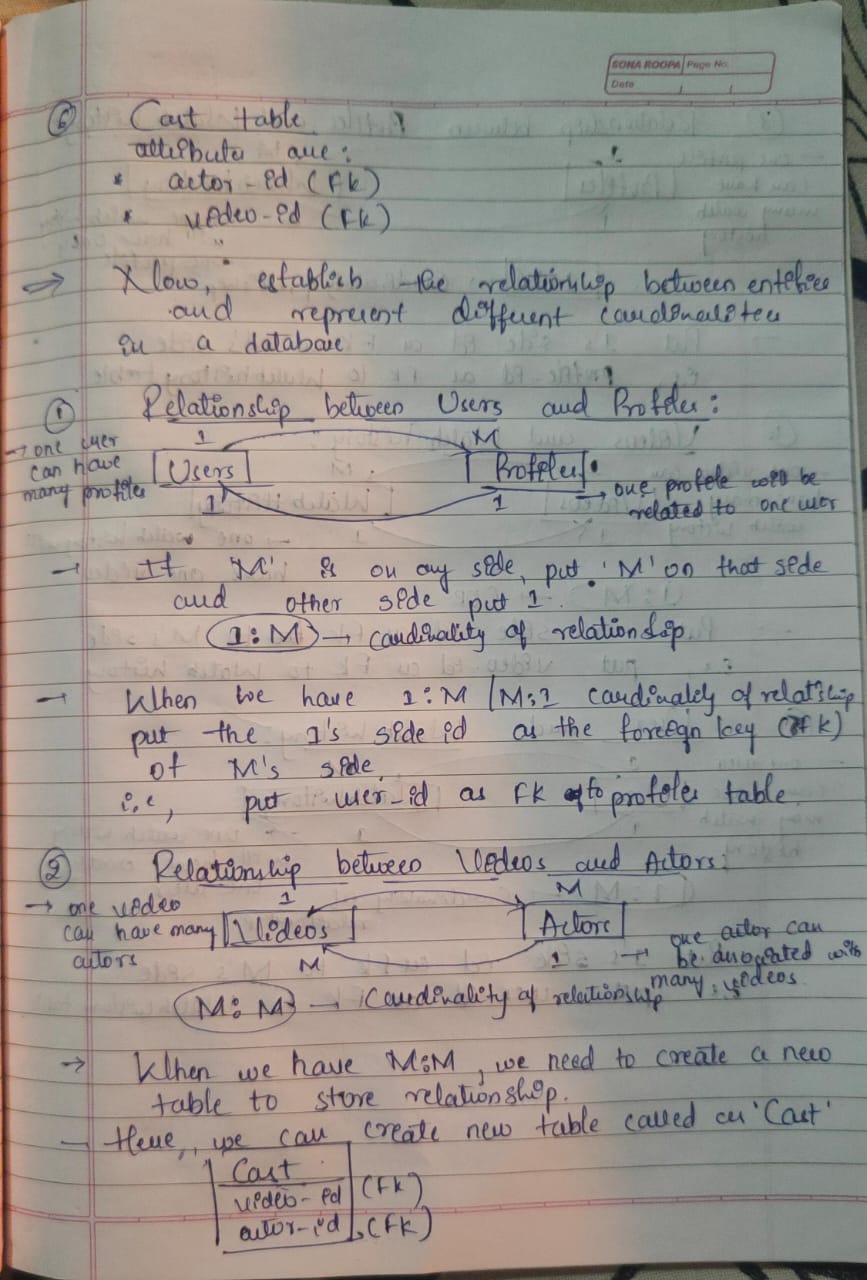 SONA ROOPA Page No.
Date
⑥ Cast table
attributes are:
* actor-id (FK)
* video-id (FK)
⇒ Now, establish the relationship between entities
and represent different cardinalities
in a database
① Relationship between Users and Profiles:
→ one user
can have
many profiles
1 M
Users Profiles
1 1
→ one profile will be
related to one user
→ If 'M' is on any side, put 'M' on that side
and other side put 1.
1:M → cardinality of relationship
→ When we have 1:M / M:1 cardinality of relatship
put the 1's side id as the foreign key (FK)
of M's side
i.e, put user-id as FK to profiles table
② Relationship between Videos and Actors:
→ one video
can have many
actors
1 M
Videos Actors
M 1
→ one actor can
be associated with
many videos
M:M → Cardinality of relationship
→ When we have M:M, we need to create a new
table to store relationship.
→ Here, we can create new table called as 'Cast'
Cast
video-id (FK)
actor-id (FK)